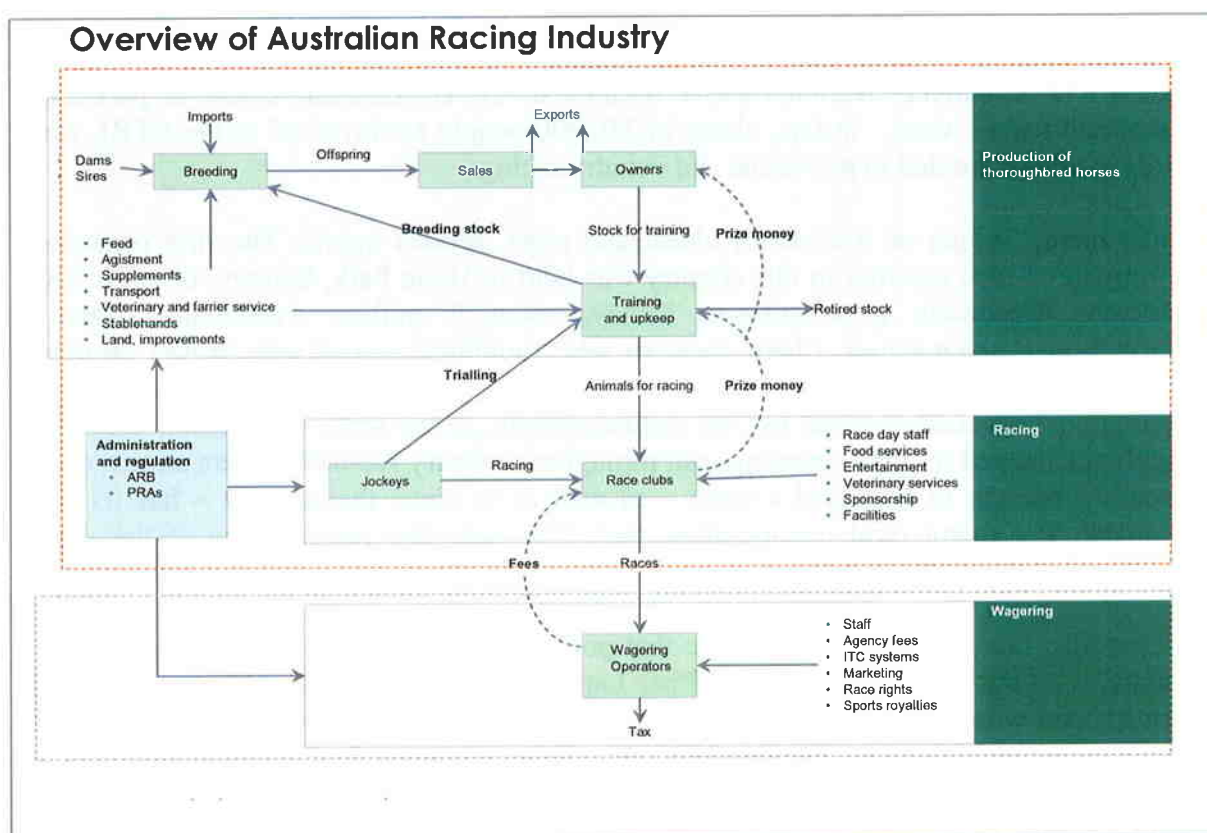 Overview of Australian Racing Industry
Imports
Exports
Dams
Sires
Breeding
Offspring
Sales
Owners
Production of
thoroughbred horses
Breeding stock
Stock for training
Prize money
• Feed
• Agistment
• Supplements
• Transport
• Veterinary and farrier service
• Stablehands
• Land, improvements
Training
and upkeep
Retired stock
Trialling
Animals for racing
Prize money
Administration
and regulation
• ARB
• PRAs
Jockeys
Racing
Race clubs
• Race day staff
• Food services
• Entertainment
• Veterinary services
• Sponsorship
• Facilities
Racing
Fees
Races
Wagering
Operators
• Staff
• Agency fees
• ITC systems
• Marketing
• Race rights
• Sports royalties
Wagering
Tax